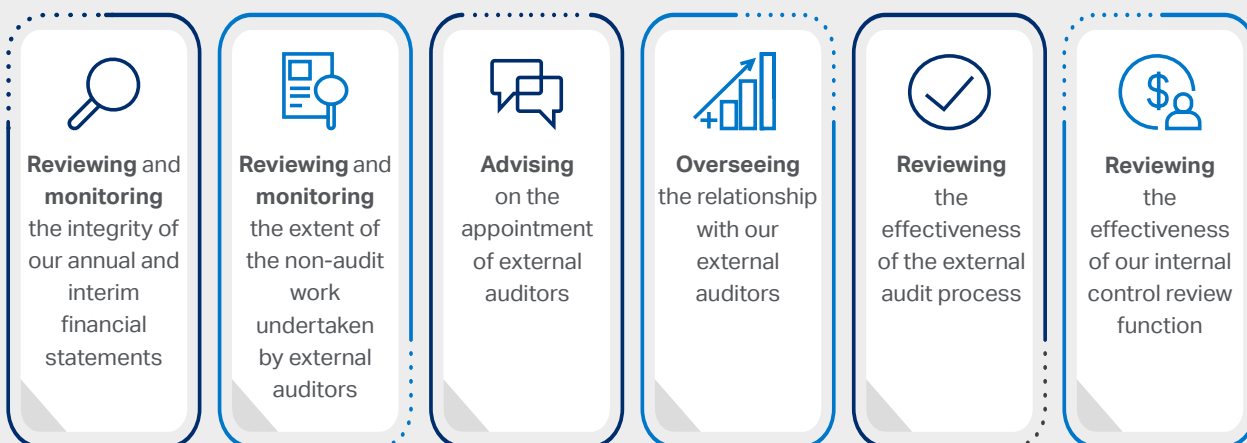 Reviewing and
monitoring
the integrity of
our annual and
interim
financial
statements
Reviewing and
monitoring
the extent of
the non-audit
work
undertaken
by external
auditors
Advising
on the
appointment
of external
auditors
Overseeing
the relationship
with our
external
auditors
Reviewing
the
effectiveness
of the external
audit process
$
Reviewing
the
effectiveness
of our internal
control review
function